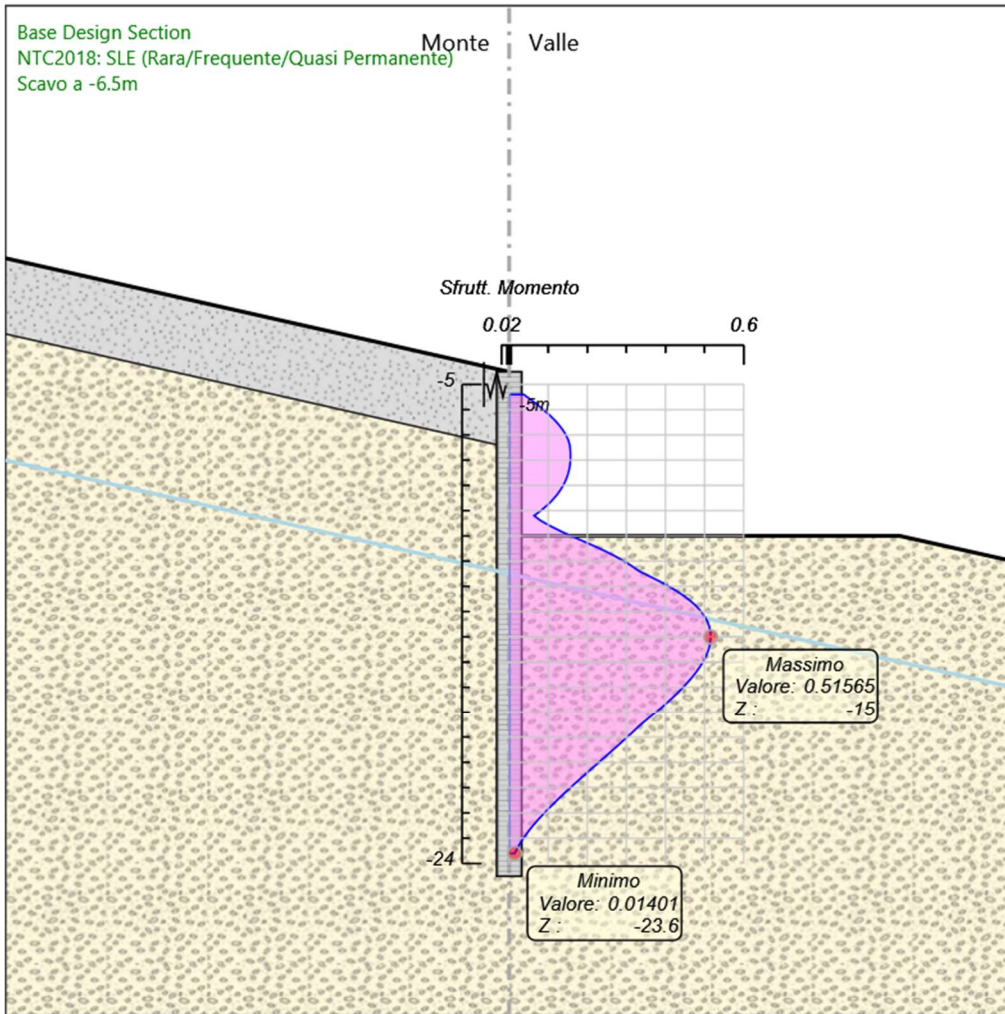 Base Design Section
NTC2018: SLE (Rara/Frequente/Quasi Permanente)
Scavo a -6.5m
Monte Valle
Sfrutt. Momento
0.02 0.6
-5
-5m
Massimo
Valore: 0.51565
Z : -15
-24
Minimo
Valore: 0.01401
Z : -23.6